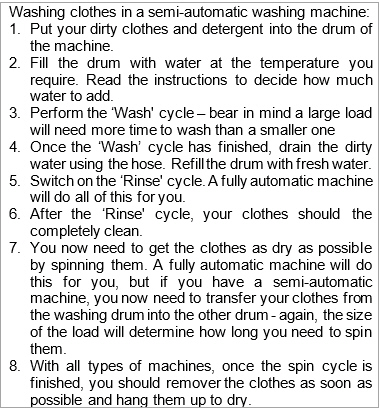 Washing clothes in a semi-automatic washing machine:
1. Put your dirty clothes and detergent into the drum of
the machine.
2. Fill the drum with water at the temperature you
require. Read the instructions to decide how much
water to add.
3. Perform the 'Wash' cycle – bear in mind a large load
will need more time to wash than a smaller one
4. Once the 'Wash' cycle has finished, drain the dirty
water using the hose. Refill the drum with fresh water.
5. Switch on the 'Rinse' cycle. A fully automatic machine
will do all of this for you.
6. After the 'Rinse' cycle, your clothes should the
completely clean.
7. You now need to get the clothes as dry as possible
by spinning them. A fully automatic machine will do
this for you, but if you have a semi-automatic
machine, you now need to transfer your clothes from
the washing drum into the other drum - again, the size
of the load will determine how long you need to spin
them.
8. With all types of machines, once the spin cycle is
finished, you should remove the clothes as soon as
possible and hang them up to dry.